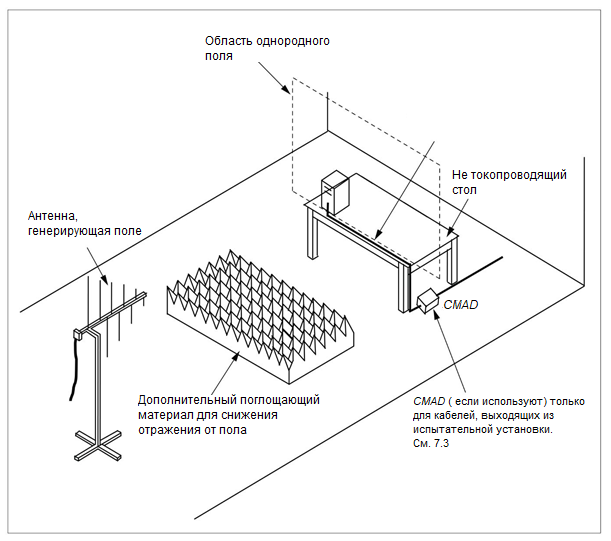 Область однородного
поля
Не токопроводящий
стол
Антенна,
генерирующая поле
CMAD
Дополнительный поглощающий
материал для снижения
отражения от пола
CMAD ( если используют) только
для кабелей, выходящих из
испытательной установки.
См. 7.3